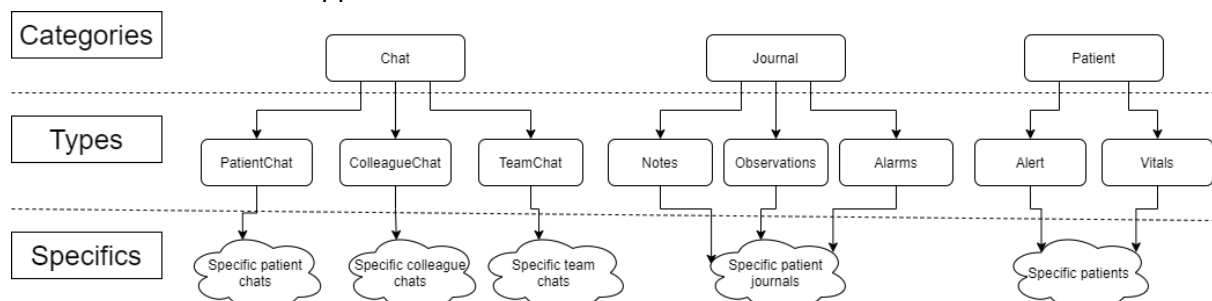 Categories
Chat
Journal
Patient
Types
PatientChat
ColleagueChat
TeamChat
Notes
Observations
Alarms
Alert
Vitals
Specifics
Specific patient
chats
Specific colleague
chats
Specific team
chats
Specific patient
journals
Specific patients